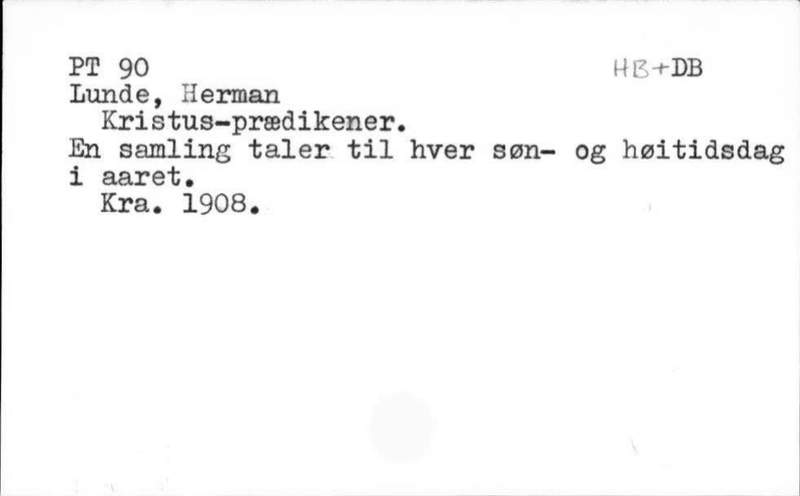 PT 90 HB+DB
Lunde, Herman
Kristus-prædikener.
En samling taler til hver søn- og høitidsdag
i aaret.
Kra. 1908.